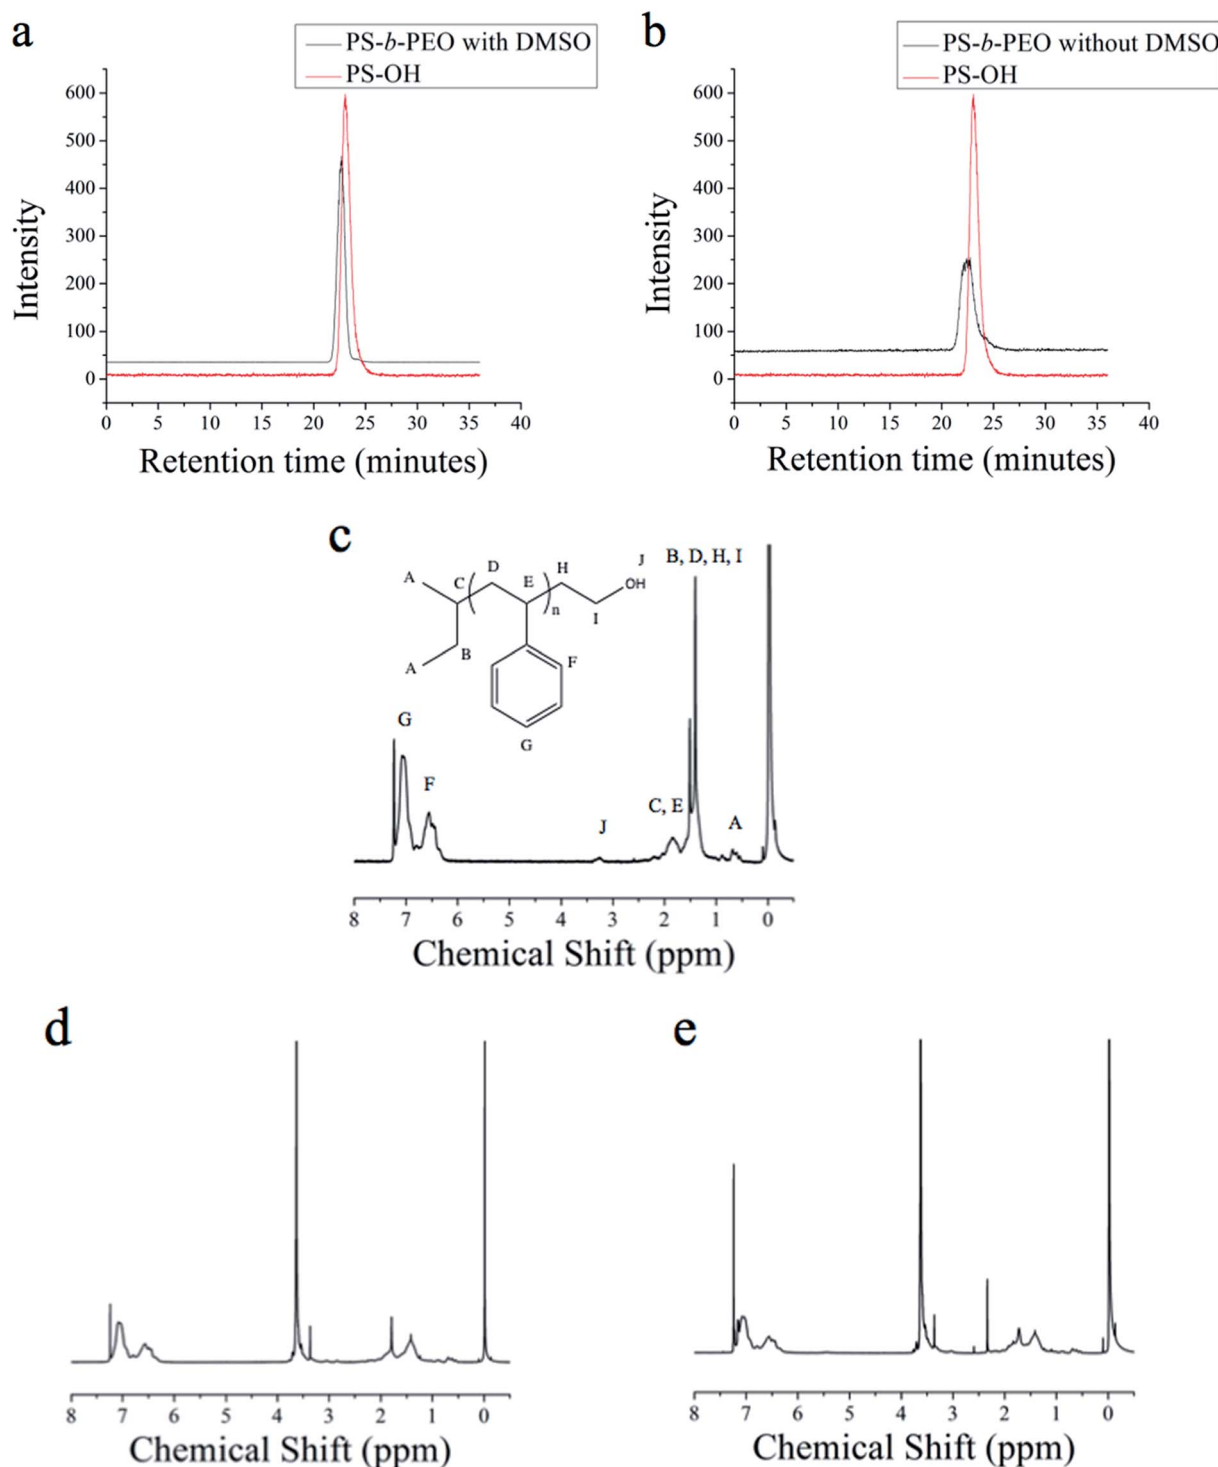 a
PS-b-PEO with DMSO
PS-OH
600
500
400
300
200
100
0
Intensity
0 5 10 15 20 25 30 35 40
Retention time (minutes)
b
PS-b-PEO without DMSO
PS-OH
600
500
400
300
200
100
0
Intensity
0 5 10 15 20 25 30 35 40
Retention time (minutes)
c
A C D E H J
OH
n
I
A B F
G
G
F
J
C, E
B, D, H, I
A
8 7 6 5 4 3 2 1 0
Chemical Shift (ppm)
d
8 7 6 5 4 3 2 1 0
Chemical Shift (ppm)
e
8 7 6 5 4 3 2 1 0
Chemical Shift (ppm)